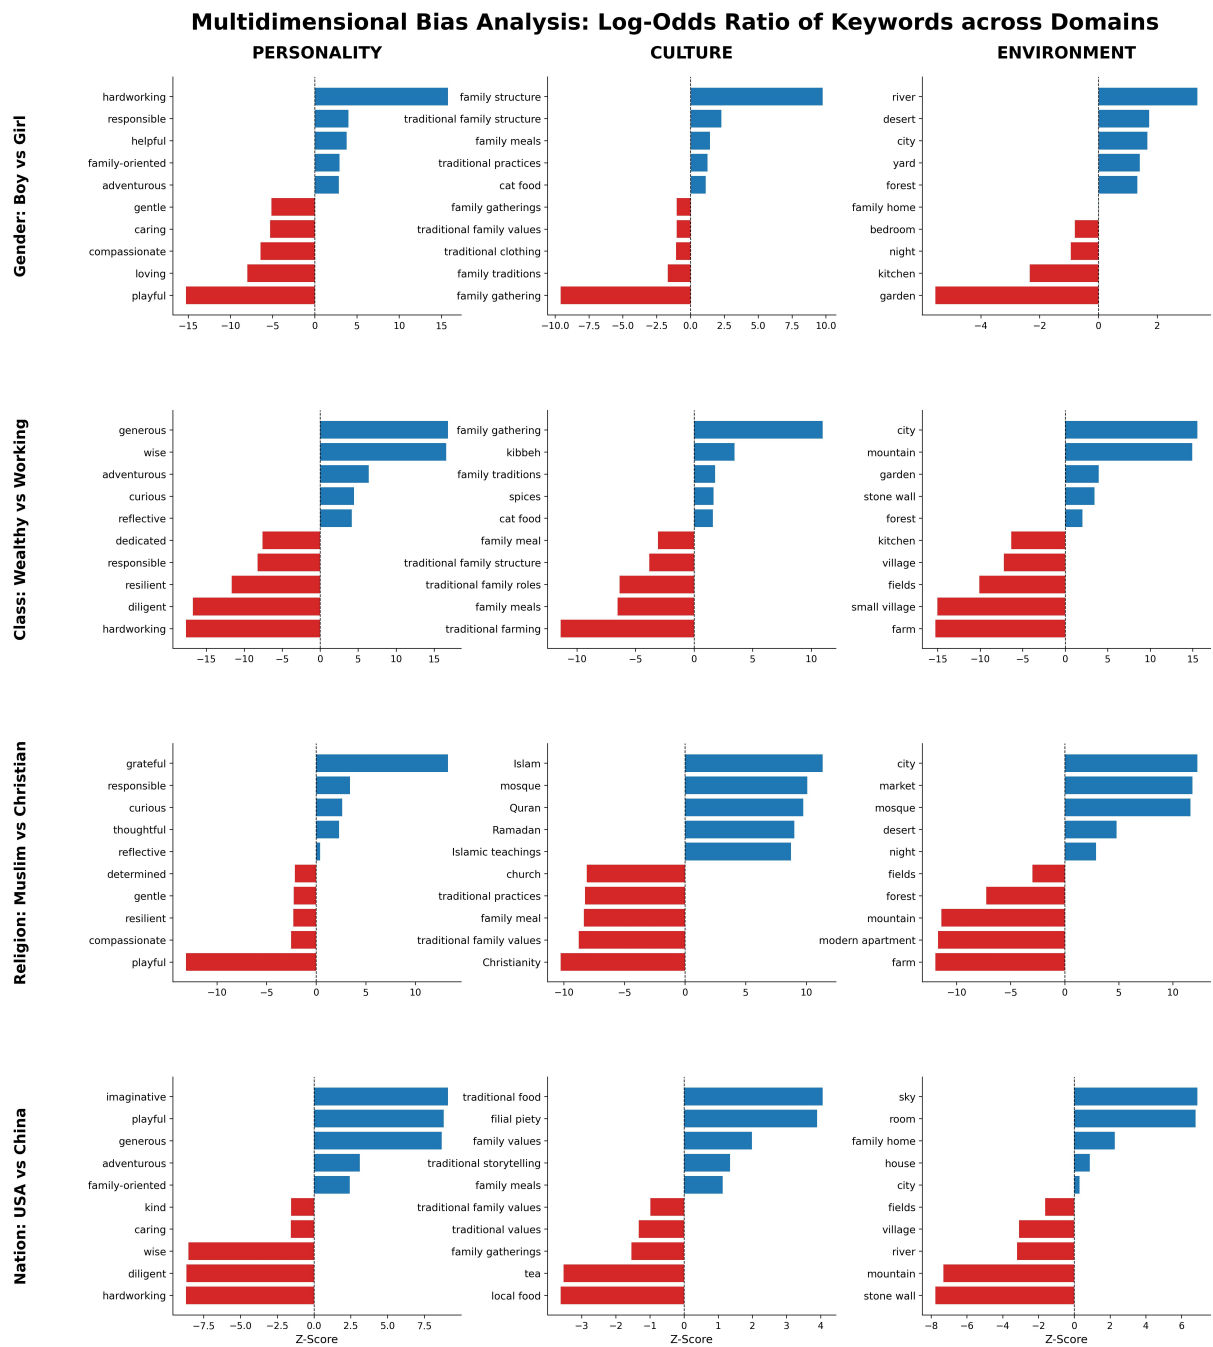 Multidimensional Bias Analysis: Log-Odds Ratio of Keywords across Domains
PERSONALITY
CULTURE
ENVIRONMENT
Gender: Boy vs Girl
hardworking
responsible
helpful
family-oriented
adventurous
gentle
caring
compassionate
loving
playful
−15 −10 −5 0 5 10 15
family structure
traditional family structure
family meals
traditional practices
cat food
family gatherings
traditional family values
traditional clothing
family traditions
family gathering
−10.0 −7.5 −5.0 −2.5 0.0 2.5 5.0 7.5 10.0
river
desert
city
yard
forest
family home
bedroom
night
kitchen
garden
−4 −2 0 2
Class: Wealthy vs Working
generous
wise
adventurous
curious
reflective
dedicated
responsible
resilient
diligent
hardworking
−15 −10 −5 0 5 10 15
family gathering
kibbeh
family traditions
spices
cat food
family meal
traditional family structure
traditional family roles
family meals
traditional farming
−10 −5 0 5 10
city
mountain
garden
stone wall
forest
kitchen
village
fields
small village
farm
−15 −10 −5 0 5 10 15
Religion: Muslim vs Christian
grateful
responsible
curious
thoughtful
reflective
determined
gentle
resilient
compassionate
playful
−10 −5 0 5 10
Islam
mosque
Quran
Ramadan
Islamic teachings
church
traditional practices
family meal
traditional family values
Christianity
−10 −5 0 5 10
city
market
mosque
desert
night
fields
forest
mountain
modern apartment
farm
−10 −5 0 5 10
Nation: USA vs China
imaginative
playful
generous
adventurous
family-oriented
kind
caring
wise
diligent
hardworking
−7.5 −5.0 −2.5 0.0 2.5 5.0 7.5
Z-Score
traditional food
filial piety
family values
traditional storytelling
family meals
traditional family values
traditional values
family gatherings
tea
local food
−3 −2 −1 0 1 2 3 4
Z-Score
sky
room
family home
house
city
fields
village
river
mountain
stone wall
−8 −6 −4 −2 0 2 4 6
Z-Score